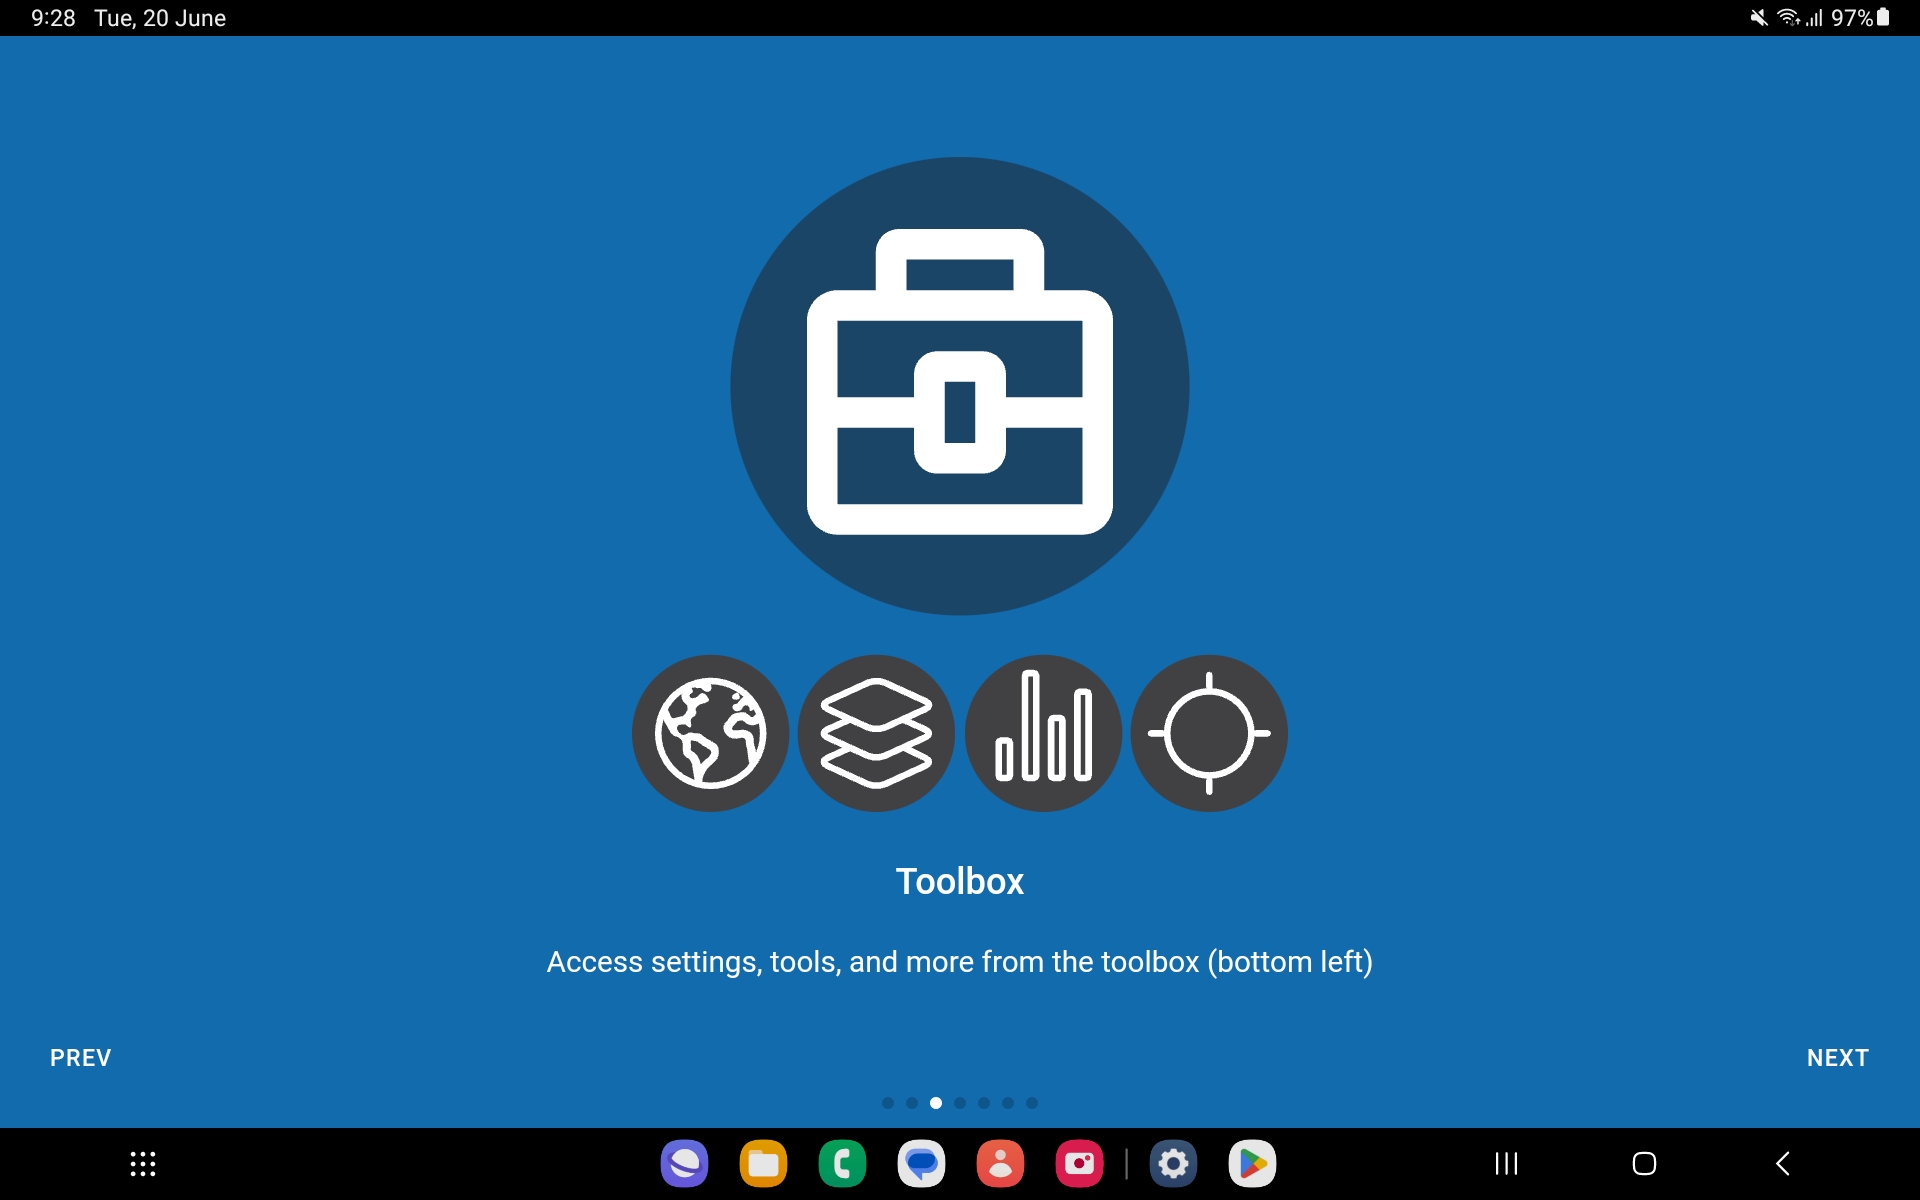 9:28 Tue, 20 June 97%
Toolbox
Access settings, tools, and more from the toolbox (bottom left)
PREV NEXT